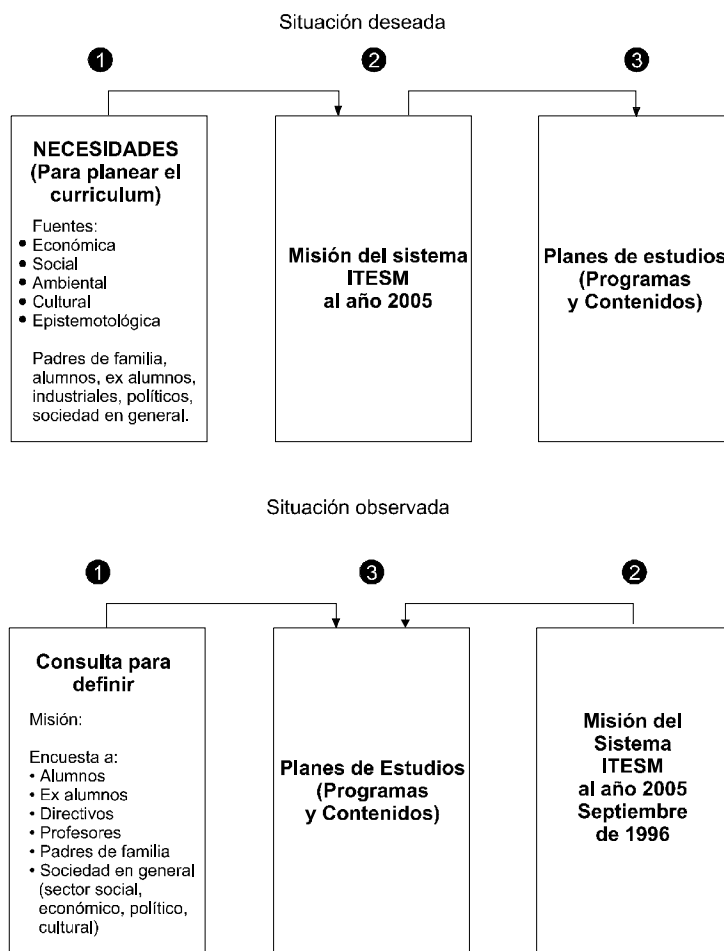 Situación deseada
1
2
3
NECESIDADES
(Para planear el
curriculum)
Fuentes:
• Económica
• Social
• Ambiental
• Cultural
• Epistemotológica
Padres de familia,
alumnos, ex alumnos,
industriales, políticos,
sociedad en general.
Misión del sistema
ITESM
al año 2005
Planes de estudios
(Programas
y Contenidos)
Situación observada
1
3
2
Consulta para
definir
Misión:
Encuesta a:
• Alumnos
• Ex alumnos
• Directivos
• Profesores
• Padres de familia
• Sociedad en general
(sector social,
económico, político,
cultural)
Planes de Estudios
(Programas
y Contenidos)
Misión del
Sistema
ITESM
al año 2005
Septiembre
de 1996